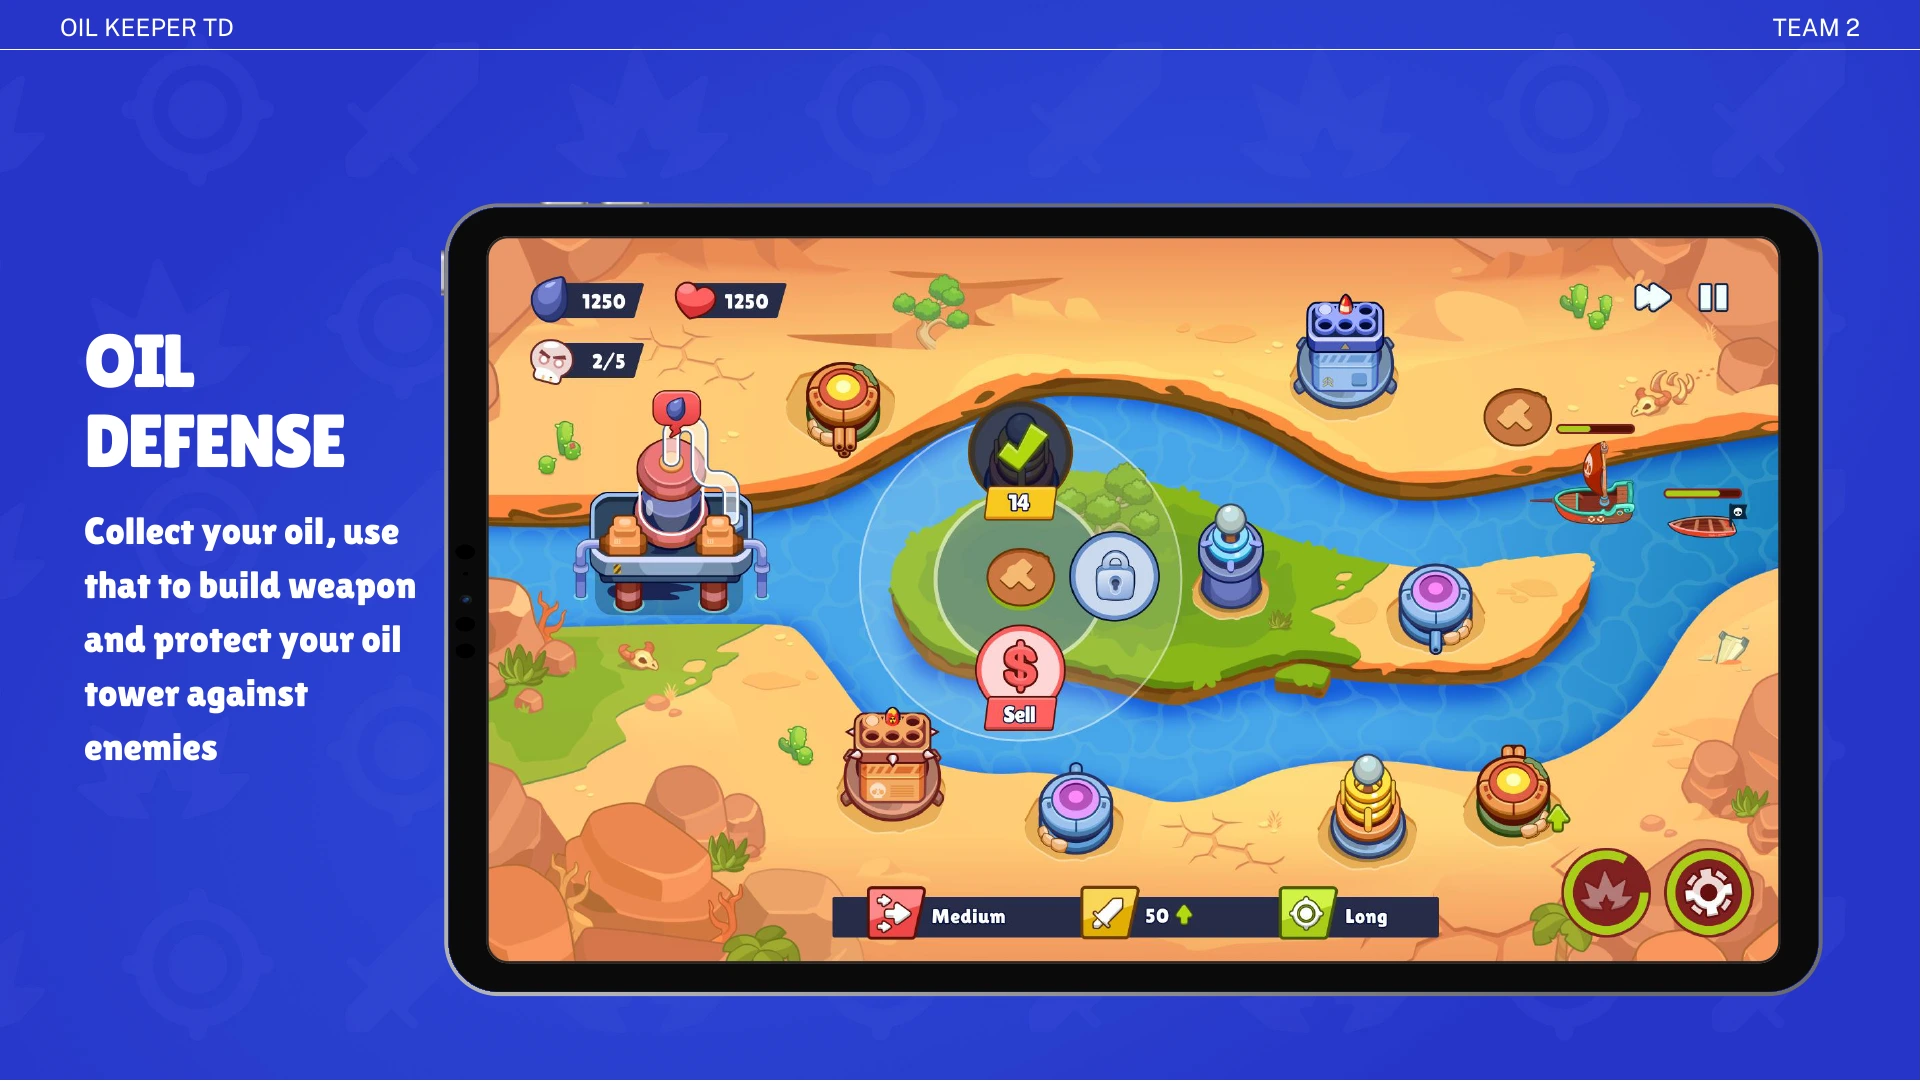 OIL KEEPER TD
TEAM 2
OIL
DEFENSE
Collect your oil, use
that to build weapon
and protect your oil
tower against
enemies
1250
1250
2/5
14
Sell
Medium
50
Long